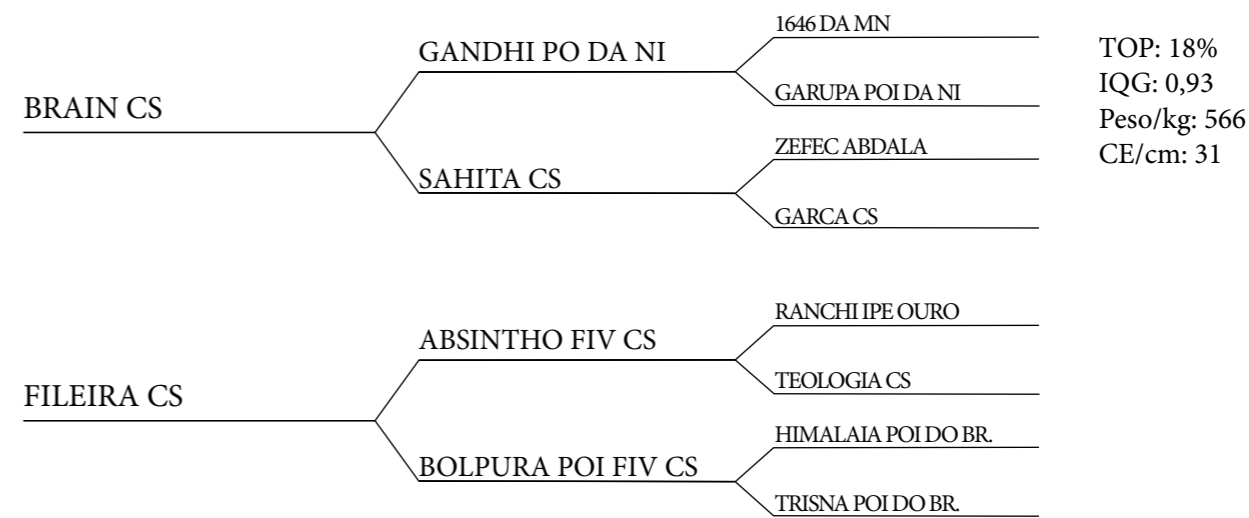 BRAIN CS
GANDHI PO DA NI
1646 DA MN
GARUPA POI DA NI
SAHITA CS
ZEFEC ABDALA
GARCA CS
FILEIRA CS
ABSINTHO FIV CS
RANCHI IPE OURO
TEOLOGIA CS
BOLPURA POI FIV CS
HIMALAIA POI DO BR.
TRISNA POI DO BR.
TOP: 18%
IQG: 0,93
Peso/kg: 566
CE/cm: 31